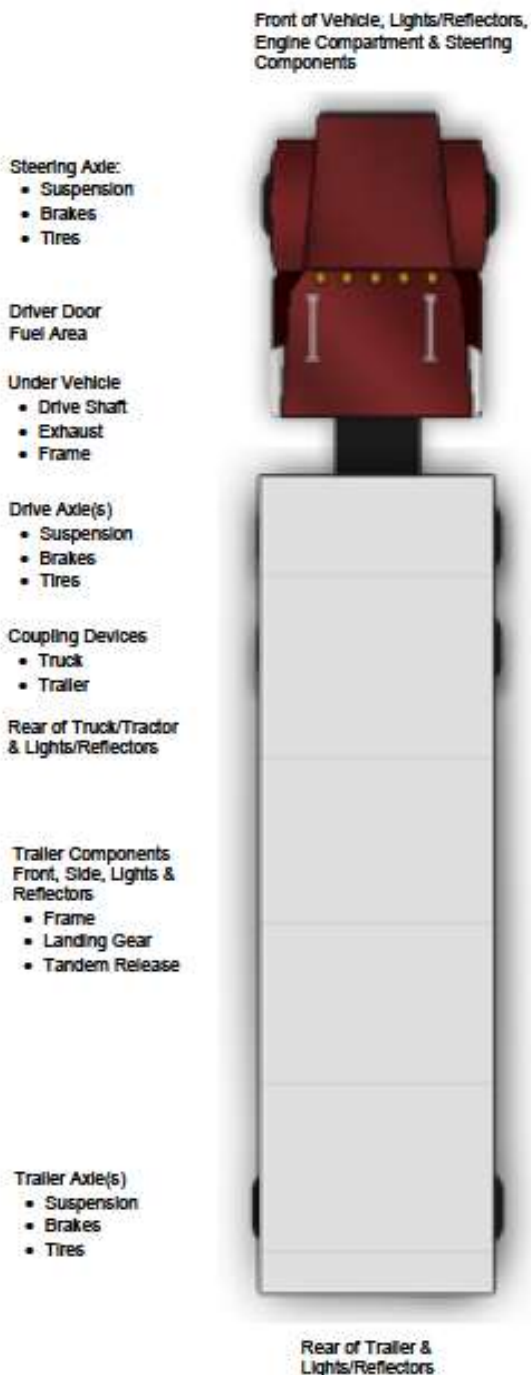 Front of Vehicle, Lights/Reflectors,
Engine Compartment & Steering
Components
Steering Axle:
• Suspension
• Brakes
• Tires
Driver Door
Fuel Area
Under Vehicle
• Drive Shaft
• Exhaust
• Frame
Drive Axle(s)
• Suspension
• Brakes
• Tires
Coupling Devices
• Truck
• Trailer
Rear of Truck/Tractor
& Lights/Reflectors
Trailer Components
Front, Side, Lights &
Reflectors
• Frame
• Landing Gear
• Tandem Release
Trailer Axle(s)
• Suspension
• Brakes
• Tires
Rear of Trailer &
Lights/Reflectors